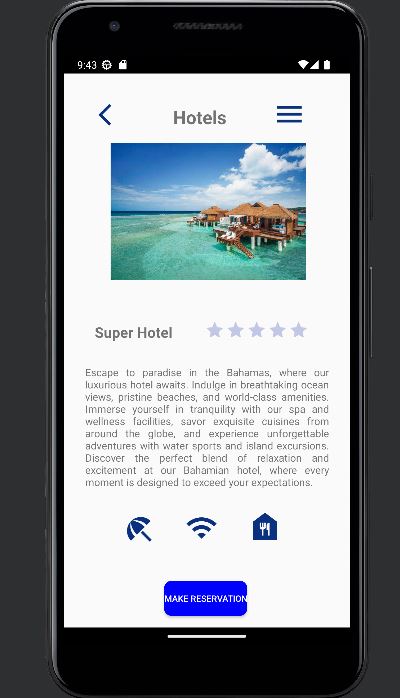 9:43
Hotels
Super Hotel
Escape to paradise in the Bahamas, where our
luxurious hotel awaits. Indulge in breathtaking ocean
views, pristine beaches, and world-class amenities.
Immerse yourself in tranquility with our spa and
wellness facilities, savor exquisite cuisines from
around the globe, and experience unforgettable
adventures with water sports and island excursions.
Discover the perfect blend of relaxation and
excitement at our Bahamian hotel, where every
moment is designed to exceed your expectations.
MAKE RESERVATION